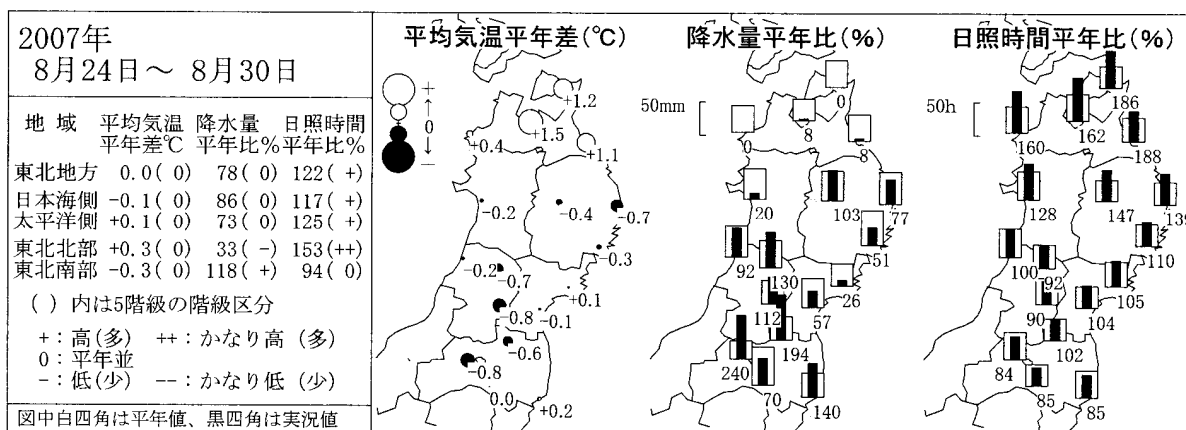 2007年
8月24日～ 8月30日
地 域 平均気温 降水量 日照時間
平年差℃ 平年比% 平年比%
東北地方 0.0( 0) 78( 0) 122( +)
日本海側 -0.1( 0) 86( 0) 117( +)
太平洋側 +0.1( 0) 73( 0) 125( +)
東北北部 +0.3( 0) 33( -) 153(++)
東北南部 -0.3( 0) 118( +) 94( 0)
( ) 内は5階級の階級区分
+：高(多) ++：かなり高 (多)
0：平年並
-：低(少) --：かなり低 (少)
図中白四角は平年値、黒四角は実況値
平均気温平年差(℃)
+
↑
0
↓
-
+1.2
+1.5
+0.4
+1.1
-0.2
-0.4
-0.7
-0.3
-0.2
-0.7
+0.1
-0.8
-0.1
-0.6
-0.8
0.0
+0.2
降水量平年比(%)
50mm
0
8
0
8
20
103
77
51
92
130
26
112
57
194
240
70
140
日照時間平年比(%)
50h
186
162
160
188
128
147
139
110
100
92
105
90
104
102
84
85
85